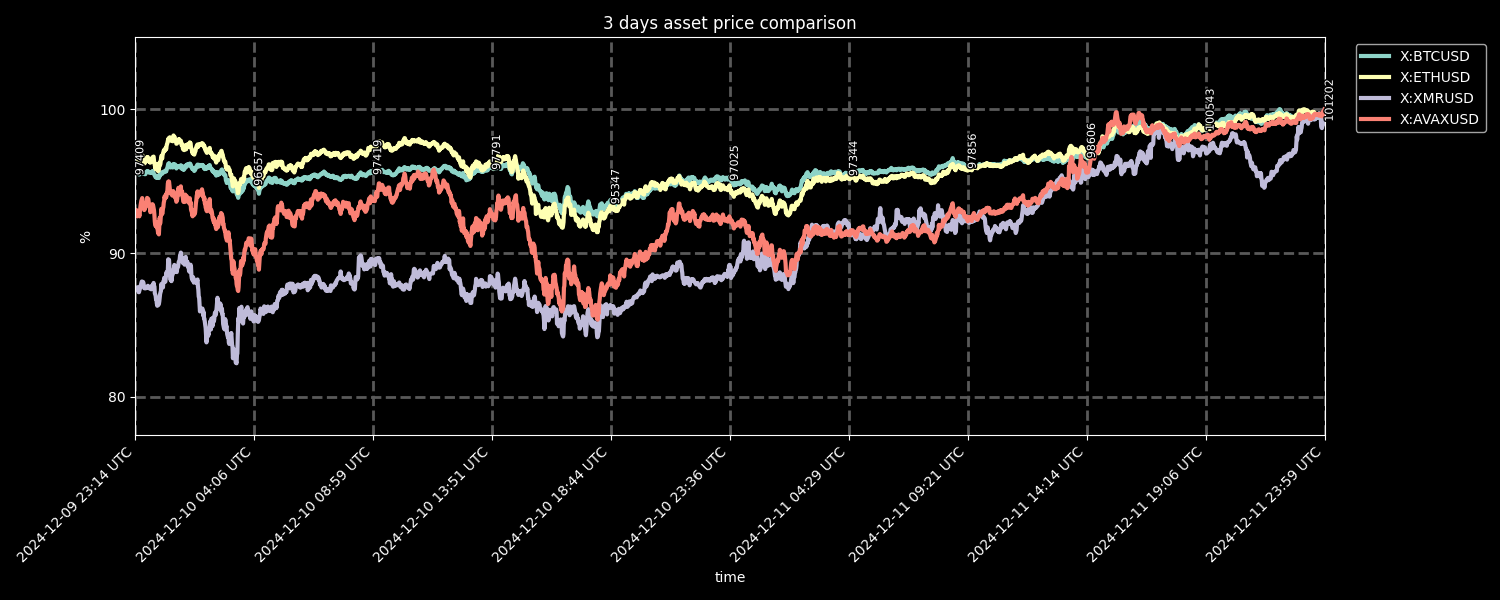 3 days asset price comparison
X:BTCUSD
X:ETHUSD
X:XMRUSD
X:AVAXUSD
100
90
80
%
97409
96657
97419
97791
95347
97025
97344
97856
98606
100543
101202
2024-12-09 23:14 UTC
2024-12-10 04:06 UTC
2024-12-10 08:59 UTC
2024-12-10 13:51 UTC
2024-12-10 18:44 UTC
2024-12-10 23:36 UTC
2024-12-11 04:29 UTC
2024-12-11 09:21 UTC
2024-12-11 14:14 UTC
2024-12-11 19:06 UTC
2024-12-11 23:59 UTC
time